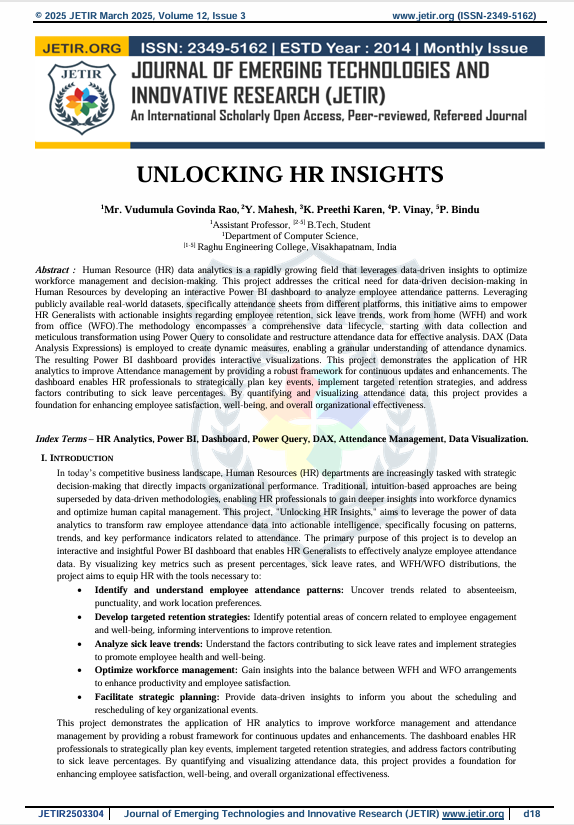 © 2025 JETIR March 2025, Volume 12, Issue 3 www.jetir.org (ISSN-2349-5162)
JETIR.ORG ISSN: 2349-5162 | ESTD Year : 2014 | Monthly Issue
JETIR
JOURNAL OF EMERGING TECHNOLOGIES AND
INNOVATIVE RESEARCH (JETIR)
An International Scholarly Open Access, Peer-reviewed, Refereed Journal
UNLOCKING HR INSIGHTS
¹Mr. Vudumula Govinda Rao, ²Y. Mahesh, ³K. Preethi Karen, ⁴P. Vinay, ⁵P. Bindu
¹Assistant Professor, [2-5] B.Tech, Student
¹Department of Computer Science,
[1-5] Raghu Engineering College, Visakhapatnam, India
Abstract : Human Resource (HR) data analytics is a rapidly growing field that leverages data-driven insights to optimize
workforce management and decision-making. This project addresses the critical need for data-driven decision-making in
Human Resources by developing an interactive Power BI dashboard to analyze employee attendance patterns. Leveraging
publicly available real-world datasets, specifically attendance sheets from different platforms, this initiative aims to empower
HR Generalists with actionable insights regarding employee retention, sick leave trends, work from home (WFH) and work
from office (WFO).The methodology encompasses a comprehensive data lifecycle, starting with data collection and
meticulous transformation using Power Query to consolidate and restructure attendance data for effective analysis. DAX (Data
Analysis Expressions) is employed to create dynamic measures, enabling a granular understanding of attendance dynamics.
The resulting Power BI dashboard provides interactive visualizations. This project demonstrates the application of HR
analytics to improve Attendance management by providing a robust framework for continuous updates and enhancements. The
dashboard enables HR professionals to strategically plan key events, implement targeted retention strategies, and address
factors contributing to sick leave percentages. By quantifying and visualizing attendance data, this project provides a
foundation for enhancing employee satisfaction, well-being, and overall organizational effectiveness.
Index Terms – HR Analytics, Power BI, Dashboard, Power Query, DAX, Attendance Management, Data Visualization.
I. INTRODUCTION
In today's competitive business landscape, Human Resources (HR) departments are increasingly tasked with strategic
decision-making that directly impacts organizational performance. Traditional, intuition-based approaches are being
superseded by data-driven methodologies, enabling HR professionals to gain deeper insights into workforce dynamics
and optimize human capital management. This project, "Unlocking HR Insights," aims to leverage the power of data
analytics to transform raw employee attendance data into actionable intelligence, specifically focusing on patterns,
trends, and key performance indicators related to attendance. The primary purpose of this project is to develop an
interactive and insightful Power BI dashboard that enables HR Generalists to effectively analyze employee attendance
data. By visualizing key metrics such as present percentages, sick leave rates, and WFH/WFO distributions, the
project aims to equip HR with the tools necessary to:
• Identify and understand employee attendance patterns: Uncover trends related to absenteeism,
punctuality, and work location preferences.
• Develop targeted retention strategies: Identify potential areas of concern related to employee engagement
and well-being, informing interventions to improve retention.
• Analyze sick leave trends: Understand the factors contributing to sick leave rates and implement strategies
to promote employee health and well-being.
• Optimize workforce management: Gain insights into the balance between WFH and WFO arrangements
to enhance productivity and employee satisfaction.
• Facilitate strategic planning: Provide data-driven insights to inform you about the scheduling and
rescheduling of key organizational events.
This project demonstrates the application of HR analytics to improve workforce management and attendance
management by providing a robust framework for continuous updates and enhancements. The dashboard enables HR
professionals to strategically plan key events, implement targeted retention strategies, and address factors contributing
to sick leave percentages. By quantifying and visualizing attendance data, this project provides a foundation for
enhancing employee satisfaction, well-being, and overall organizational effectiveness.
JETIR2503304 Journal of Emerging Technologies and Innovative Research (JETIR) www.jetir.org d18